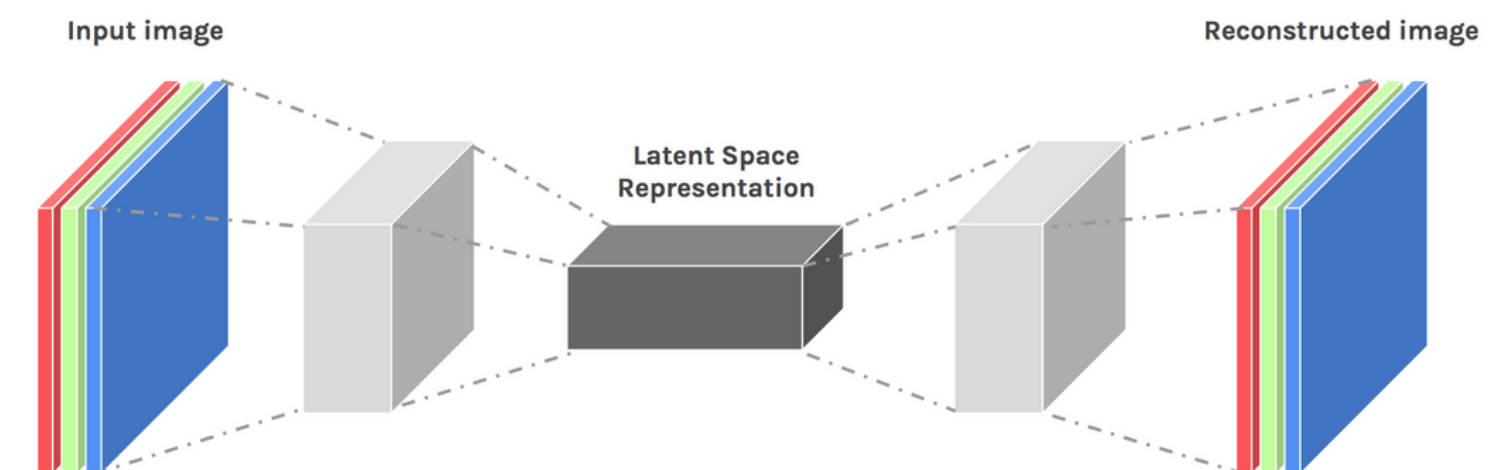 Input image
Reconstructed image
Latent Space
Representation